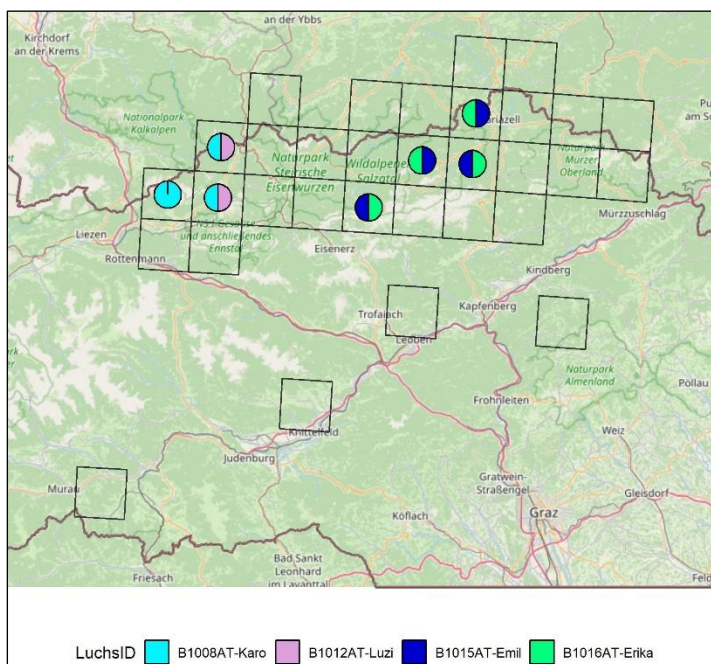 an der Ybbs
Kirchdorf
an der Krems
Nationalpark
Kalkalpen
Naturpark
Steirische
Eisenwurzen
Wildalpener
Salzatal
Naturpark
Mürzer
Oberland
Mürzzuschlag
Liezen
und anschließendes
Ennstal
Rottenmann
Eisenerz
Kindberg
Trofaiach
Kapfenberg
Leoben
Naturpark
Almenland
Pöllau
Frohnleiten
Weiz
Knittelfeld
Judenburg
Murau
Gratwein-
Straßengel
Gleisdorf
Graz
Köflach
Bad Sankt
Leonhard
im Lavanttal
Friesach
Feld
LuchsID
B1008AT-Karo
B1012AT-Luzi
B1015AT-Emil
B1016AT-Erika